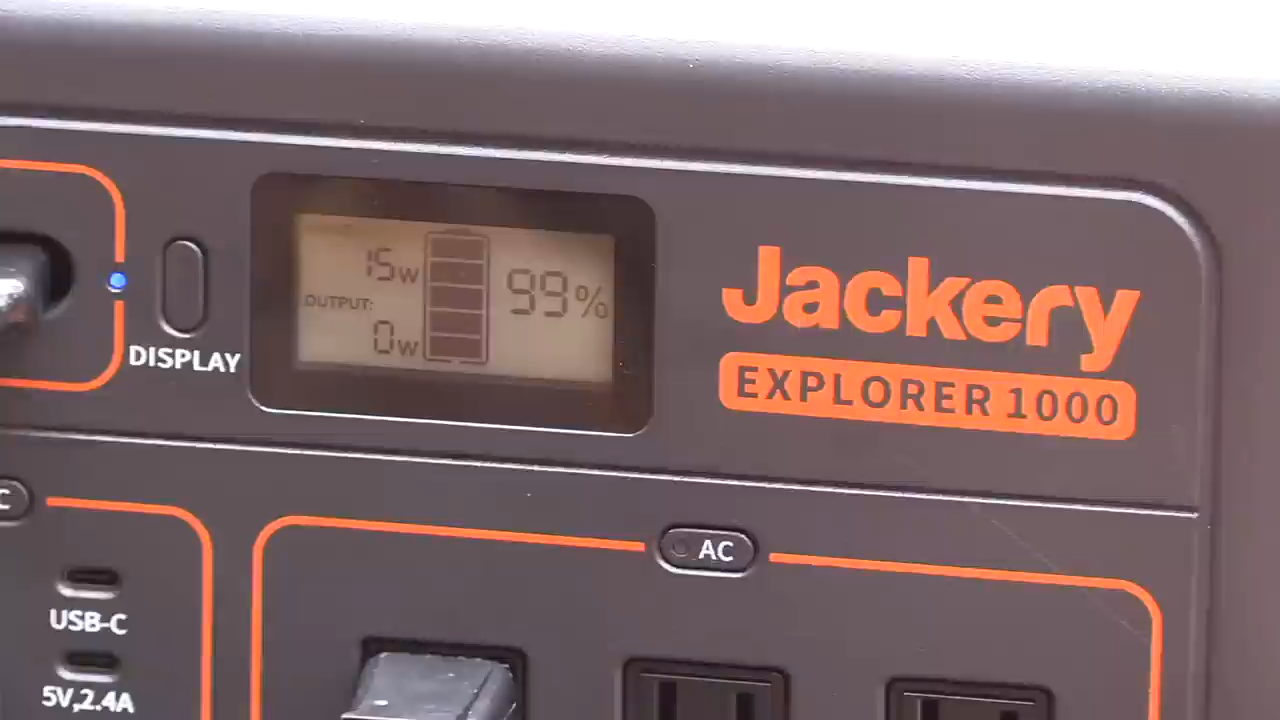 15W
OUTPUT:
0W
99%
DISPLAY
Jackery
EXPLORER 1000
AC
USB-C
5V,2.4A